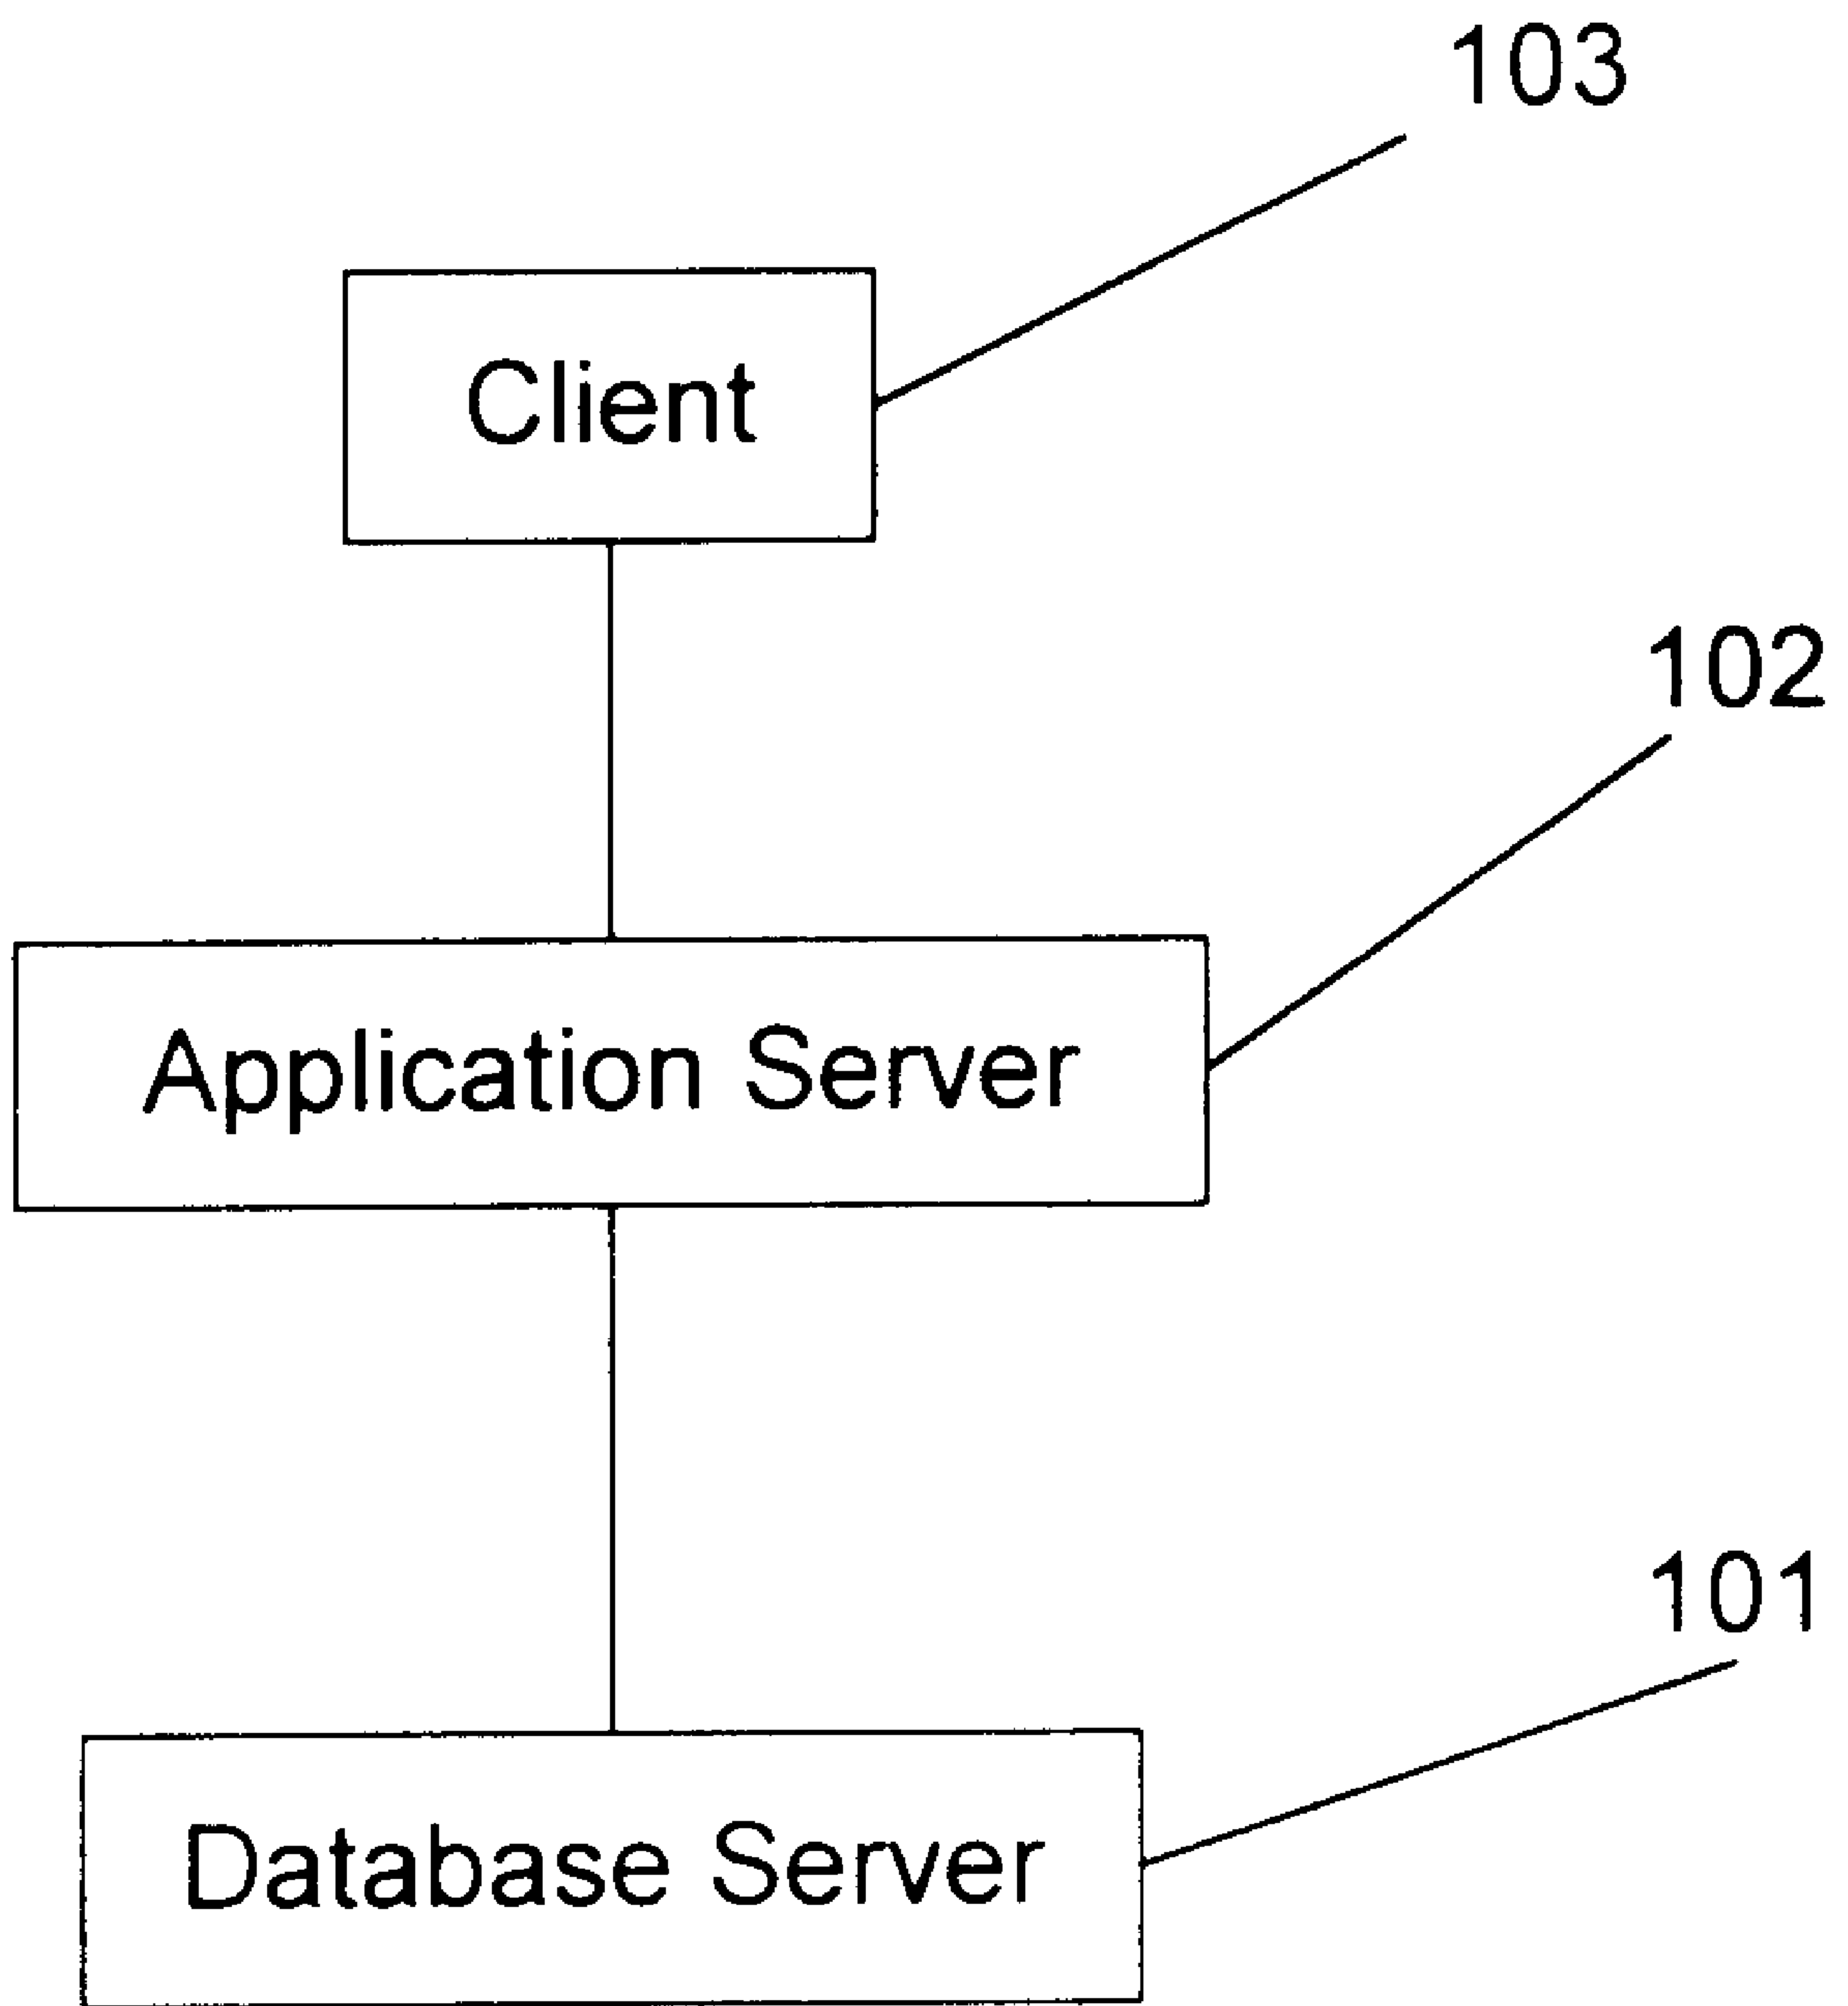 103
Client
102
Application Server
101
Database Server